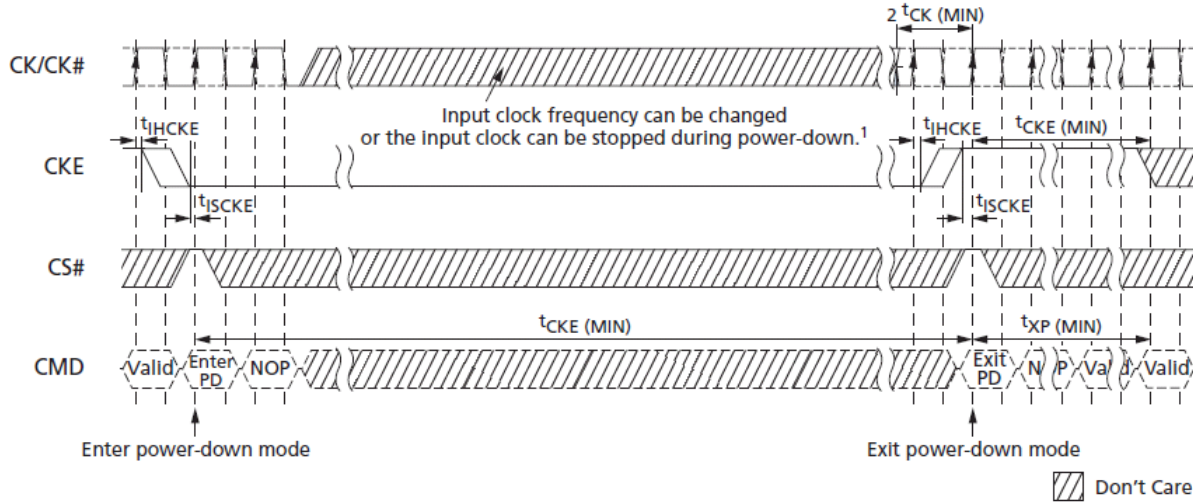 2 tCK (MIN)
CK/CK#
Input clock frequency can be changed
or the input clock can be stopped during power-down.1
tIHCKE
tIHCKE
tCKE (MIN)
CKE
tISCKE
tISCKE
CS#
tCKE (MIN)
tXP (MIN)
CMD
Valid
Enter
PD
NOP
Exit
PD
NOP
Valid
Valid
Enter power-down mode
Exit power-down mode
Don't Care